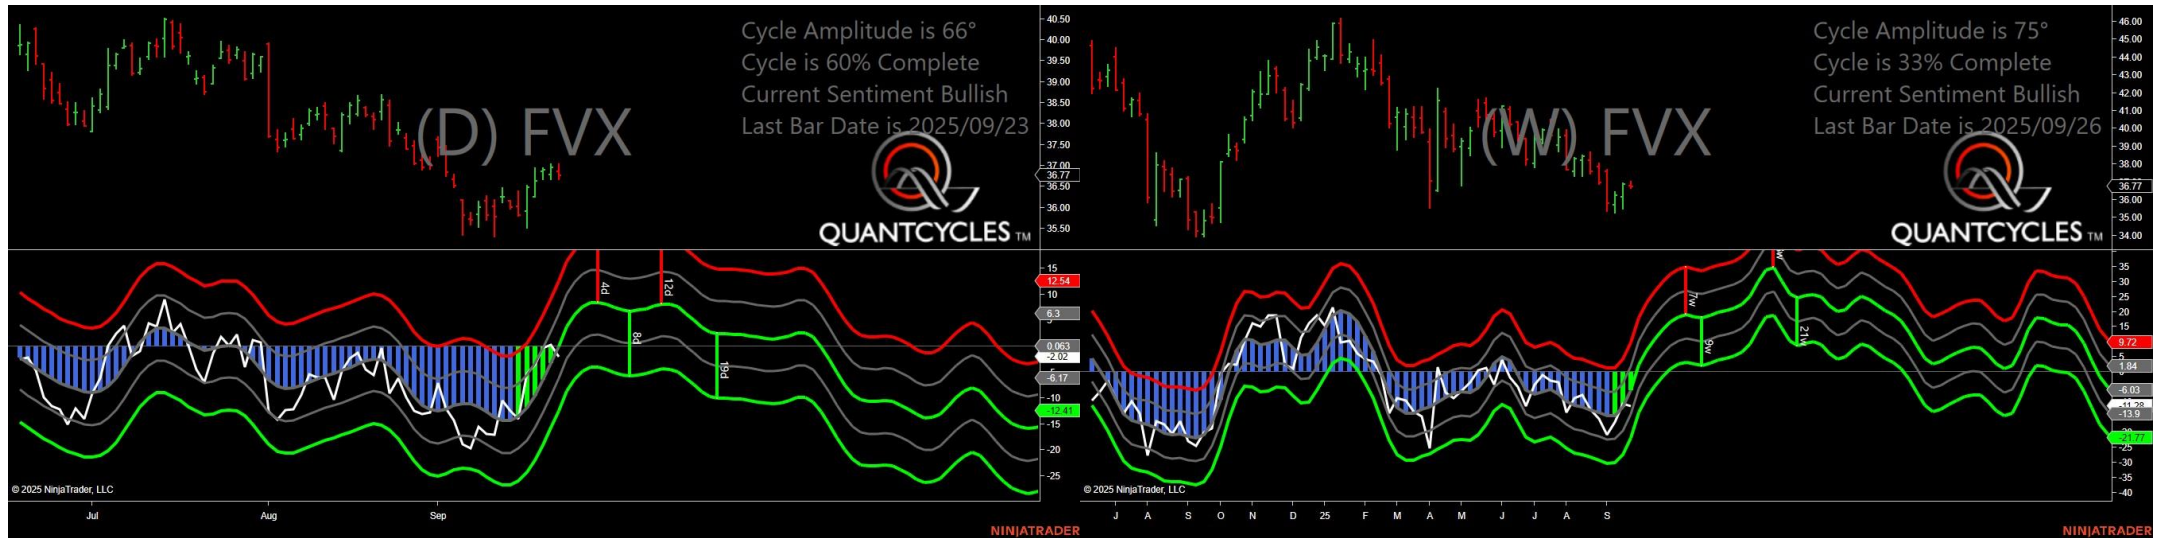 Cycle Amplitude is 66°
Cycle is 60% Complete
Current Sentiment Bullish
Last Bar Date is 2025/09/23
(D) FVX
QUANTCYCLES TM
40.50
40.00
39.50
39.00
38.50
38.00
37.50
37.00
36.77
36.50
36.00
35.50
4d
12d
8d
19d
15
12.54
10
6.3
0.063
-2.02
-6.17
-10
-12.41
-15
-20
-25
© 2025 NinjaTrader, LLC
Jul
Aug
Sep
NINJATRADER
Cycle Amplitude is 75°
Cycle is 33% Complete
Current Sentiment Bullish
Last Bar Date is 2025/09/26
(W) FVX
QUANTCYCLES TM
46.00
45.00
44.00
43.00
42.00
41.00
40.00
39.00
38.00
36.77
36.00
35.00
34.00
7w
9w
21w
35
30
25
20
15
9.72
5
1.84
-6.03
-11.28
-13.9
-21.77
-25
-30
-35
-40
© 2025 NinjaTrader, LLC
J A S O N D 25 F M A M J J A S
NINJATRADER